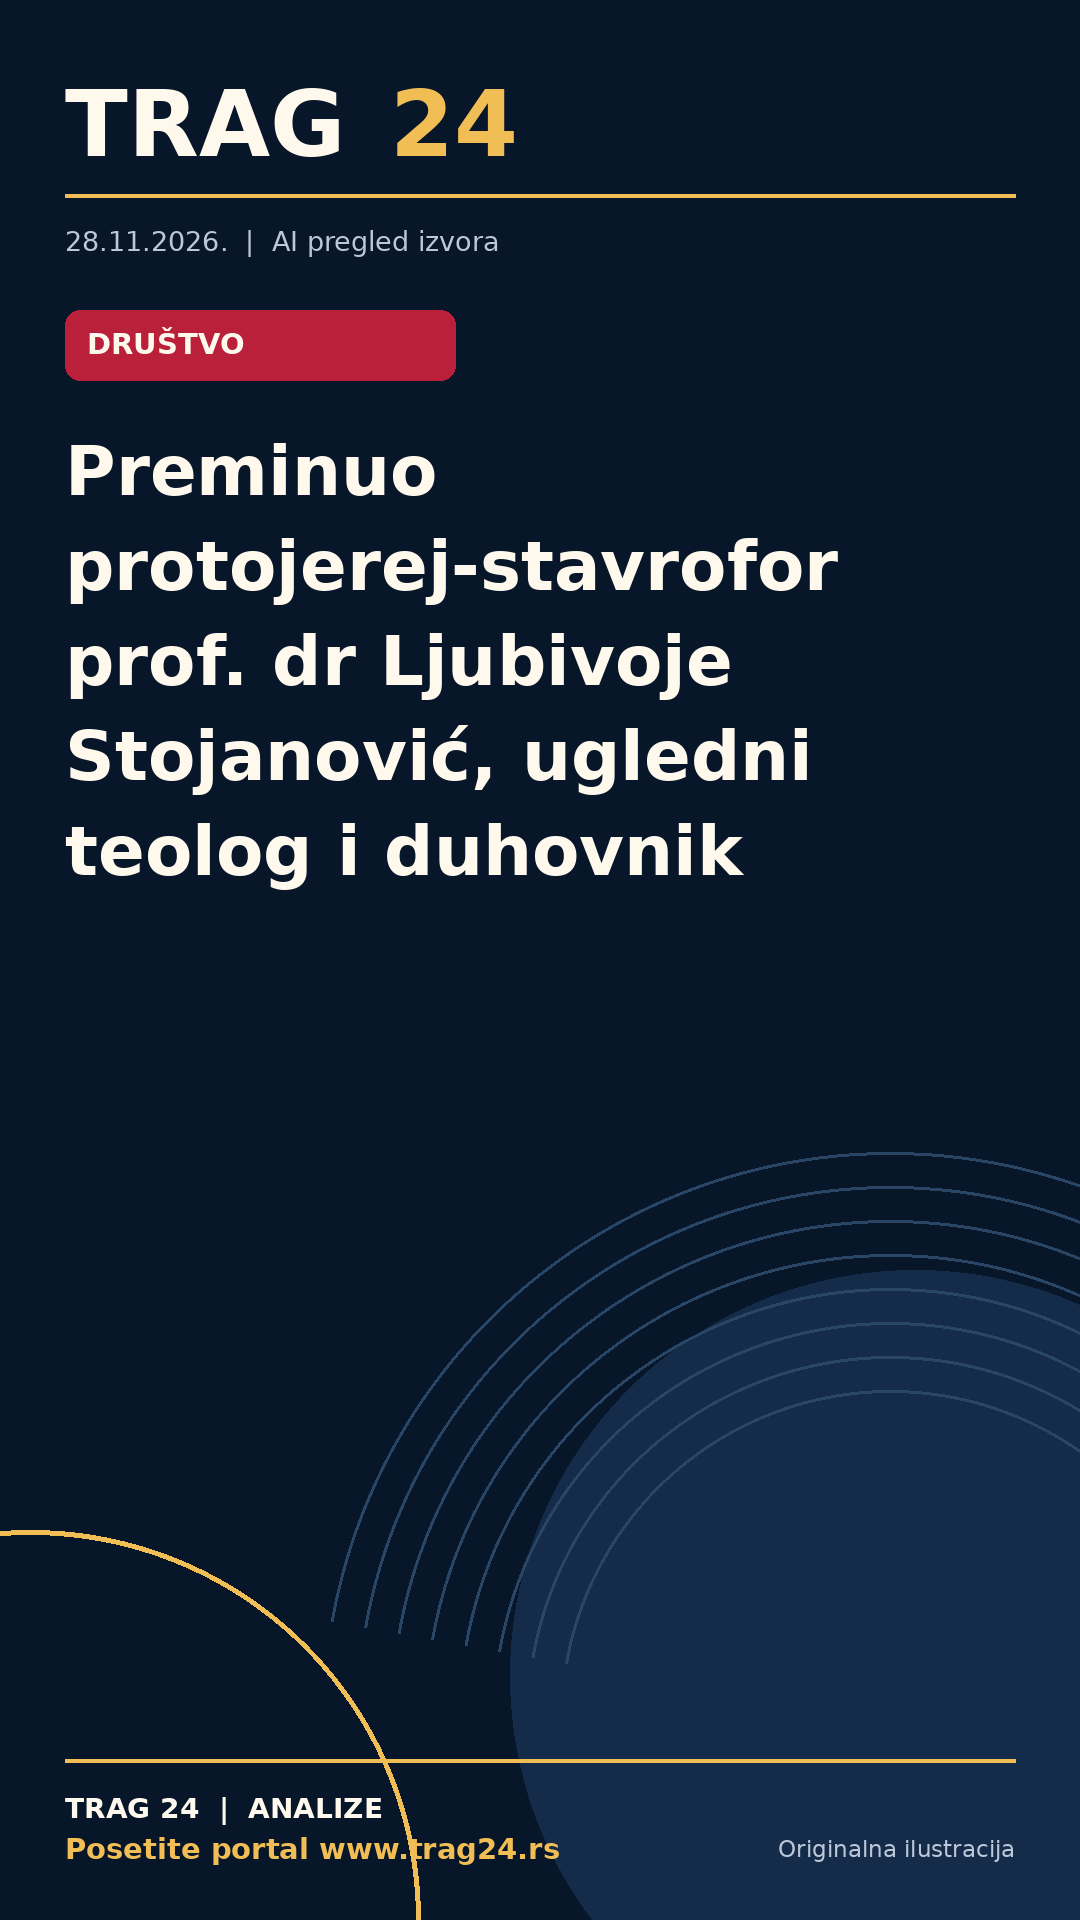 TRAG 24
28.11.2026. | AI pregled izvora
DRUŠTVO
Preminuo
protojerej-stavrofor
prof. dr Ljubivoje
Stojanović, ugledni
teolog i duhovnik
TRAG 24 | ANALIZE
Posetite portal www.trag24.rs
Originalna ilustracija